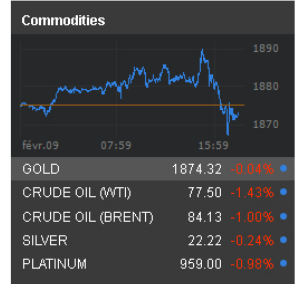 Commodities
1890
1880
1870
févr.09 07:59 15:59
GOLD 1874.32 -0.04%
CRUDE OIL (WTI) 77.50 -1.43%
CRUDE OIL (BRENT) 84.13 -1.00%
SILVER 22.22 -0.24%
PLATINUM 959.00 -0.98%